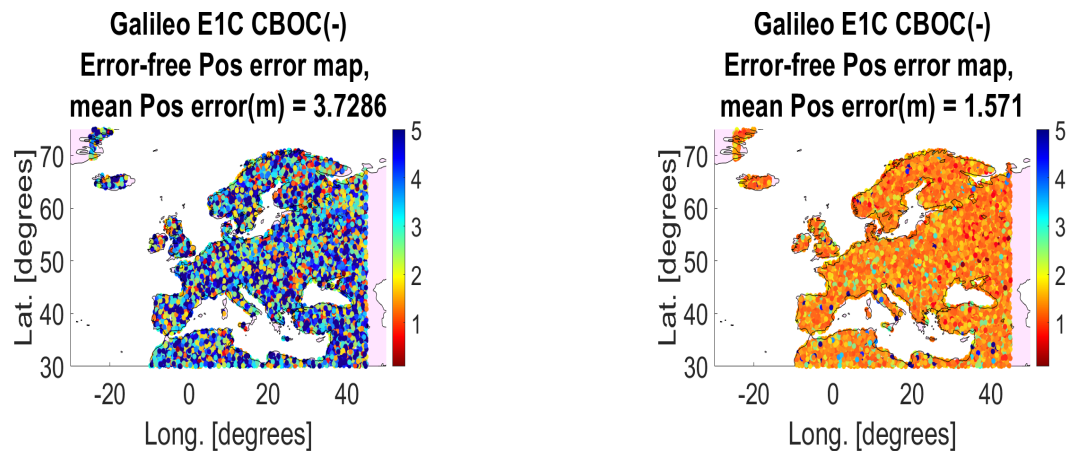 Galileo E1C CBOC(-)
Error-free Pos error map,
mean Pos error(m) = 3.7286
5
4
3
2
1
70
60
50
40
30
Lat. [degrees]
-20 0 20 40
Long. [degrees]
Galileo E1C CBOC(-)
Error-free Pos error map,
mean Pos error(m) = 1.571
5
4
3
2
1
70
60
50
40
30
Lat. [degrees]
-20 0 20 40
Long. [degrees]